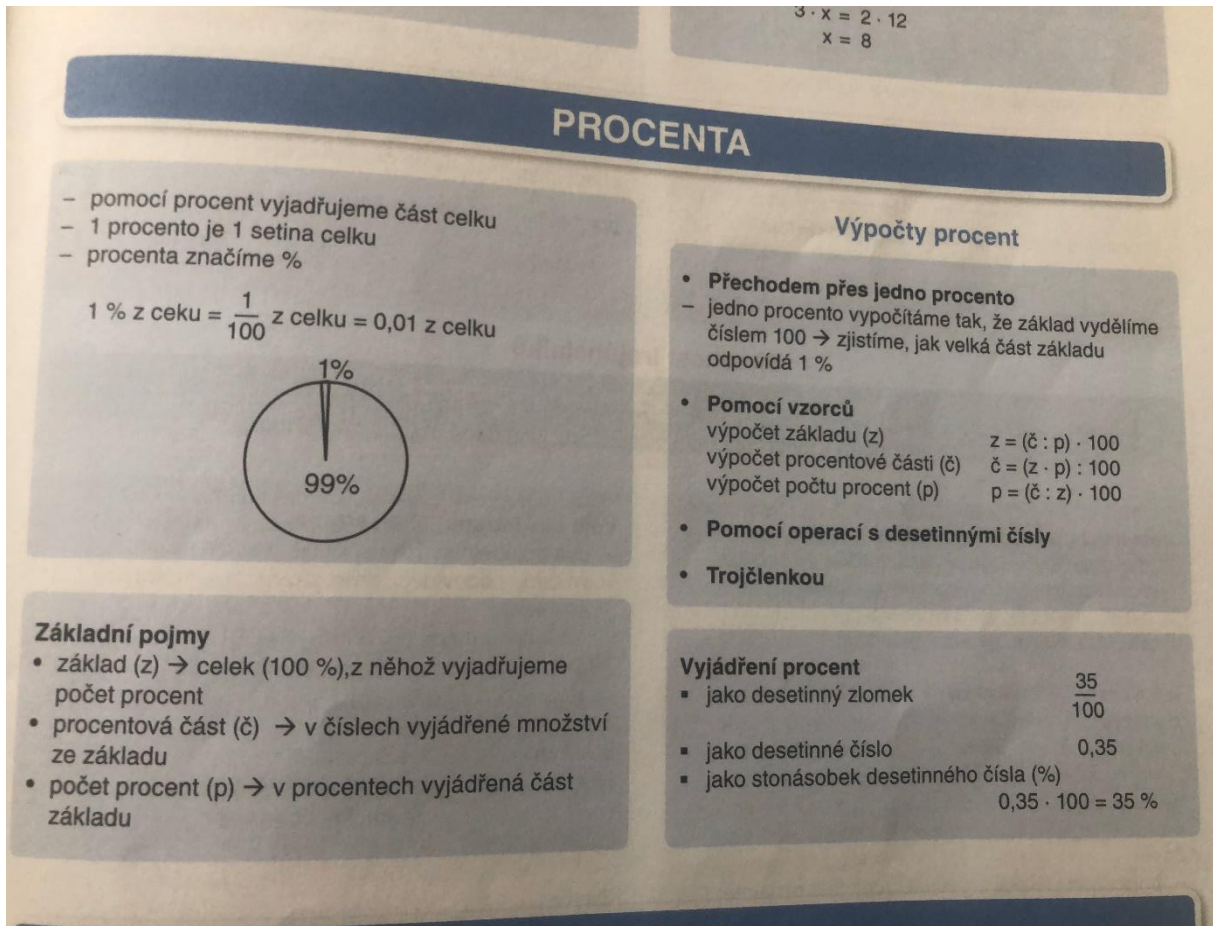 3 · x = 2 · 12
x = 8
PROCENTA
– pomocí procent vyjadřujeme část celku
– 1 procento je 1 setina celku
– procenta značíme %
1 % z ceku = 1/100 z celku = 0,01 z celku
1%
99%
Základní pojmy
• základ (z) → celek (100 %),z něhož vyjadřujeme
počet procent
• procentová část (č) → v číslech vyjádřené množství
ze základu
• počet procent (p) → v procentech vyjádřená část
základu
Výpočty procent
• Přechodem přes jedno procento
– jedno procento vypočítáme tak, že základ vydělíme
číslem 100 → zjistíme, jak velká část základu
odpovídá 1 %
• Pomocí vzorců
výpočet základu (z) z = (č : p) · 100
výpočet procentové části (č) č = (z · p) : 100
výpočet počtu procent (p) p = (č : z) · 100
• Pomocí operací s desetinnými čísly
• Trojčlenkou
Vyjádření procent
▪ jako desetinný zlomek 35/100
▪ jako desetinné číslo 0,35
▪ jako stonásobek desetinného čísla (%)
0,35 · 100 = 35 %